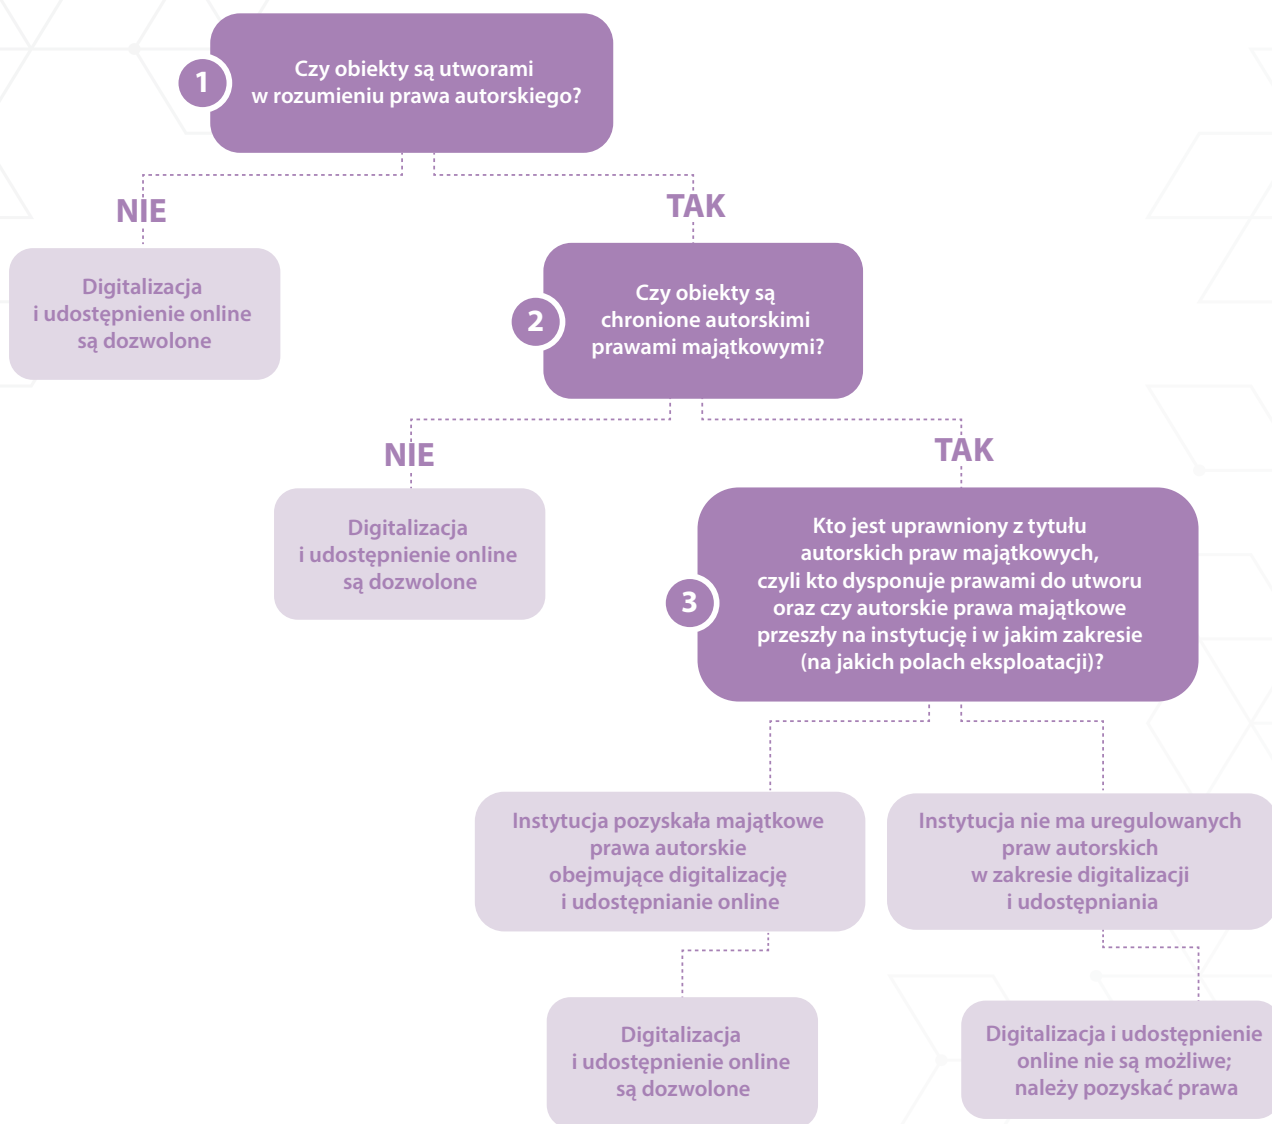 1
Czy obiekty są utworami
w rozumieniu prawa autorskiego?
NIE
TAK
Digitalizacja
i udostępnienie online
są dozwolone
2
Czy obiekty są
chronione autorskimi
prawami majątkowymi?
NIE
TAK
Digitalizacja
i udostępnienie online
są dozwolone
3
Kto jest uprawniony z tytułu
autorskich praw majątkowych,
czyli kto dysponuje prawami do utworu
oraz czy autorskie prawa majątkowe
przeszły na instytucję i w jakim zakresie
(na jakich polach eksploatacji)?
Instytucja pozyskała majątkowe
prawa autorskie
obejmujące digitalizację
i udostępnianie online
Instytucja nie ma uregulowanych
praw autorskich
w zakresie digitalizacji
i udostępniania
Digitalizacja
i udostępnienie online
są dozwolone
Digitalizacja i udostępnienie
online nie są możliwe;
należy pozyskać prawa